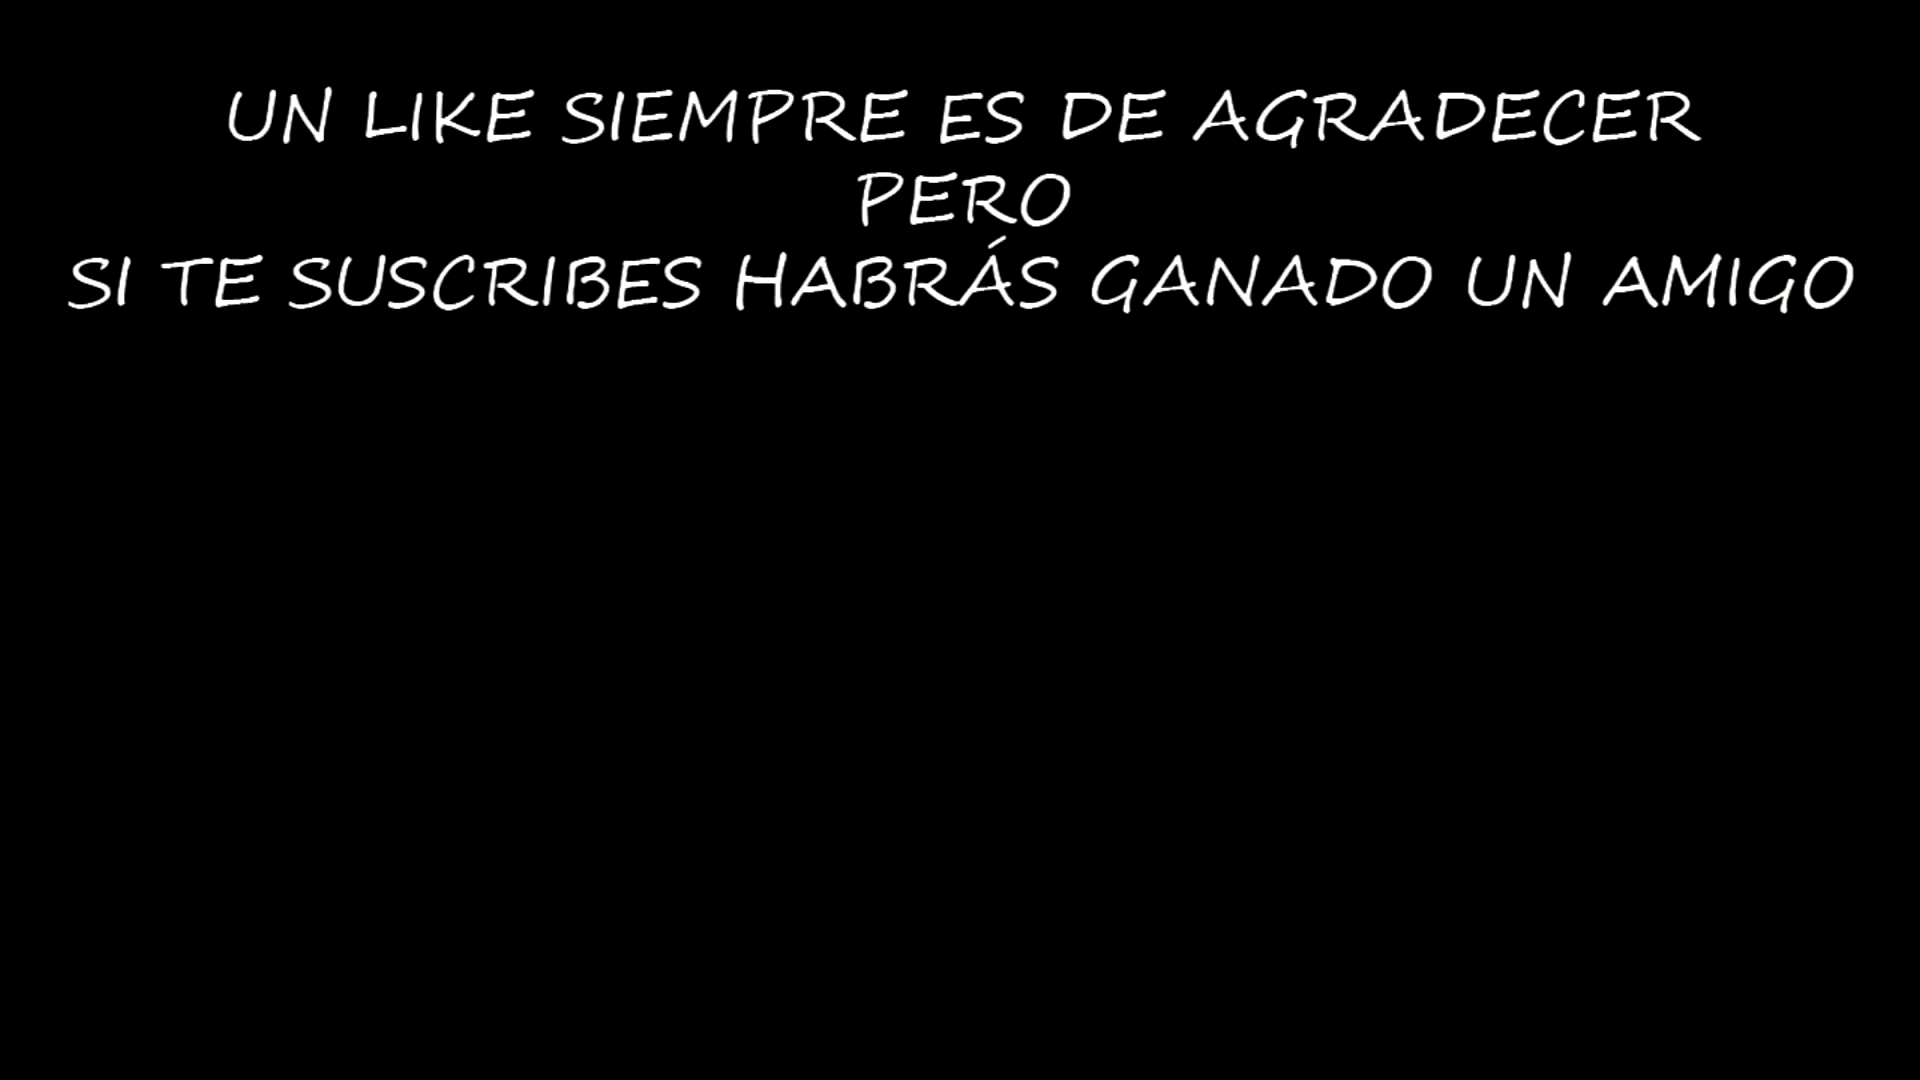 UN LIKE SIEMPRE ES DE AGRADECER
PERO
SI TE SUSCRIBES HABRÁS GANADO UN AMIGO